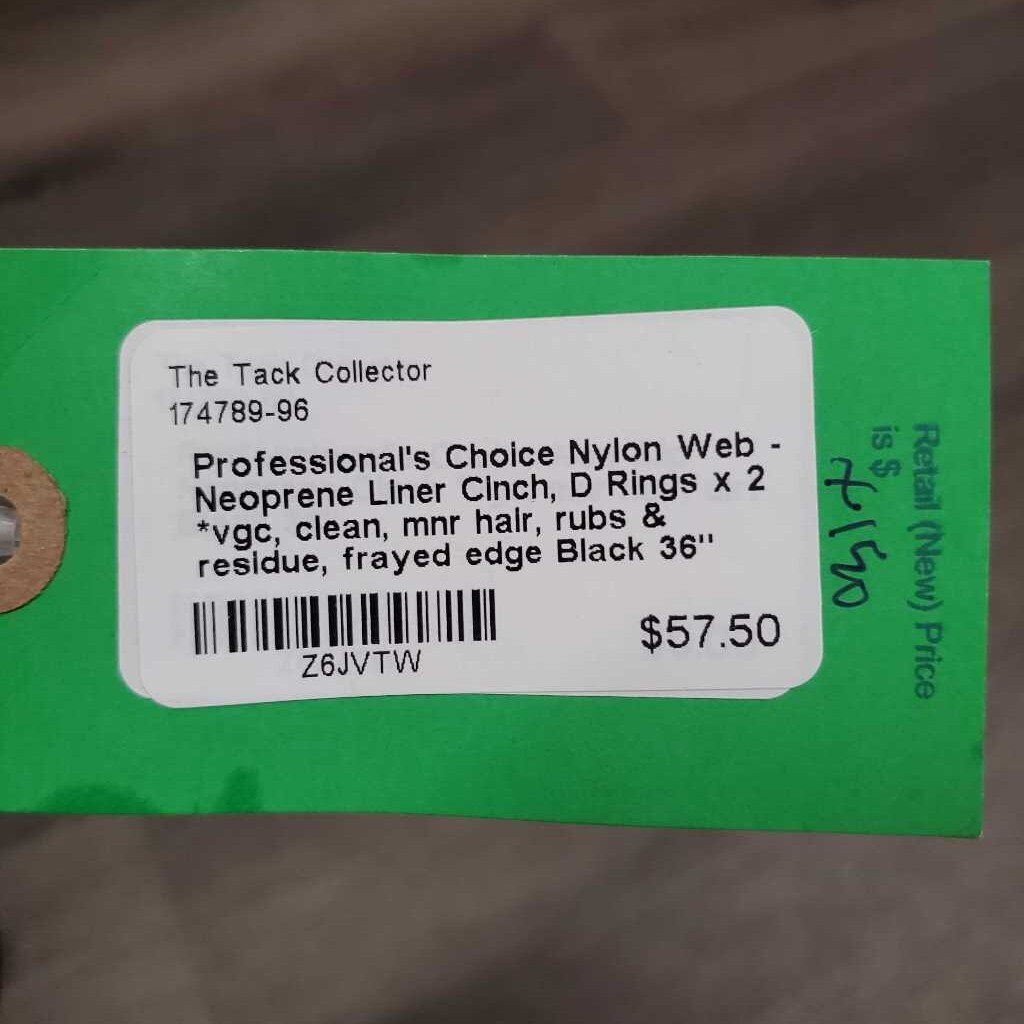 The Tack Collector
174789-96
Professional's Choice Nylon Web -
Neoprene Liner Cinch, D Rings x 2
*vgc, clean, mnr hair, rubs &
residue, frayed edge Black 36"
Z6JVTW
$57.50
Retail (New) Price
is $